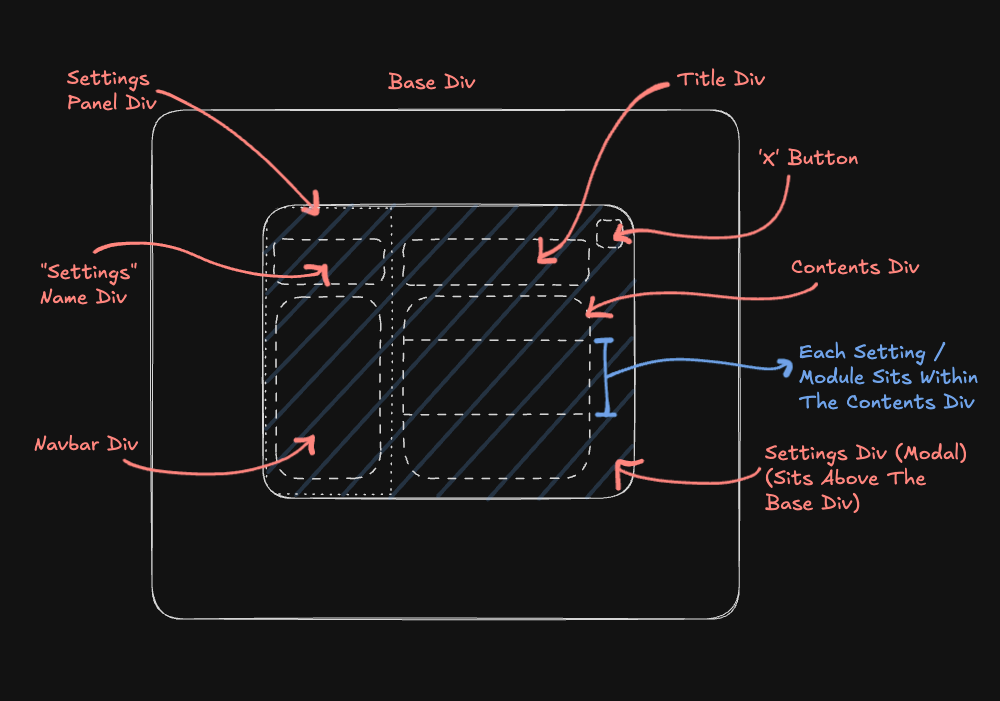 Settings
Panel Div
Base Div
Title Div
'X' Button
"Settings"
Name Div
Contents Div
Each Setting /
Module Sits Within
The Contents Div
Navbar Div
Settings Div (Modal)
(Sits Above The
Base Div)